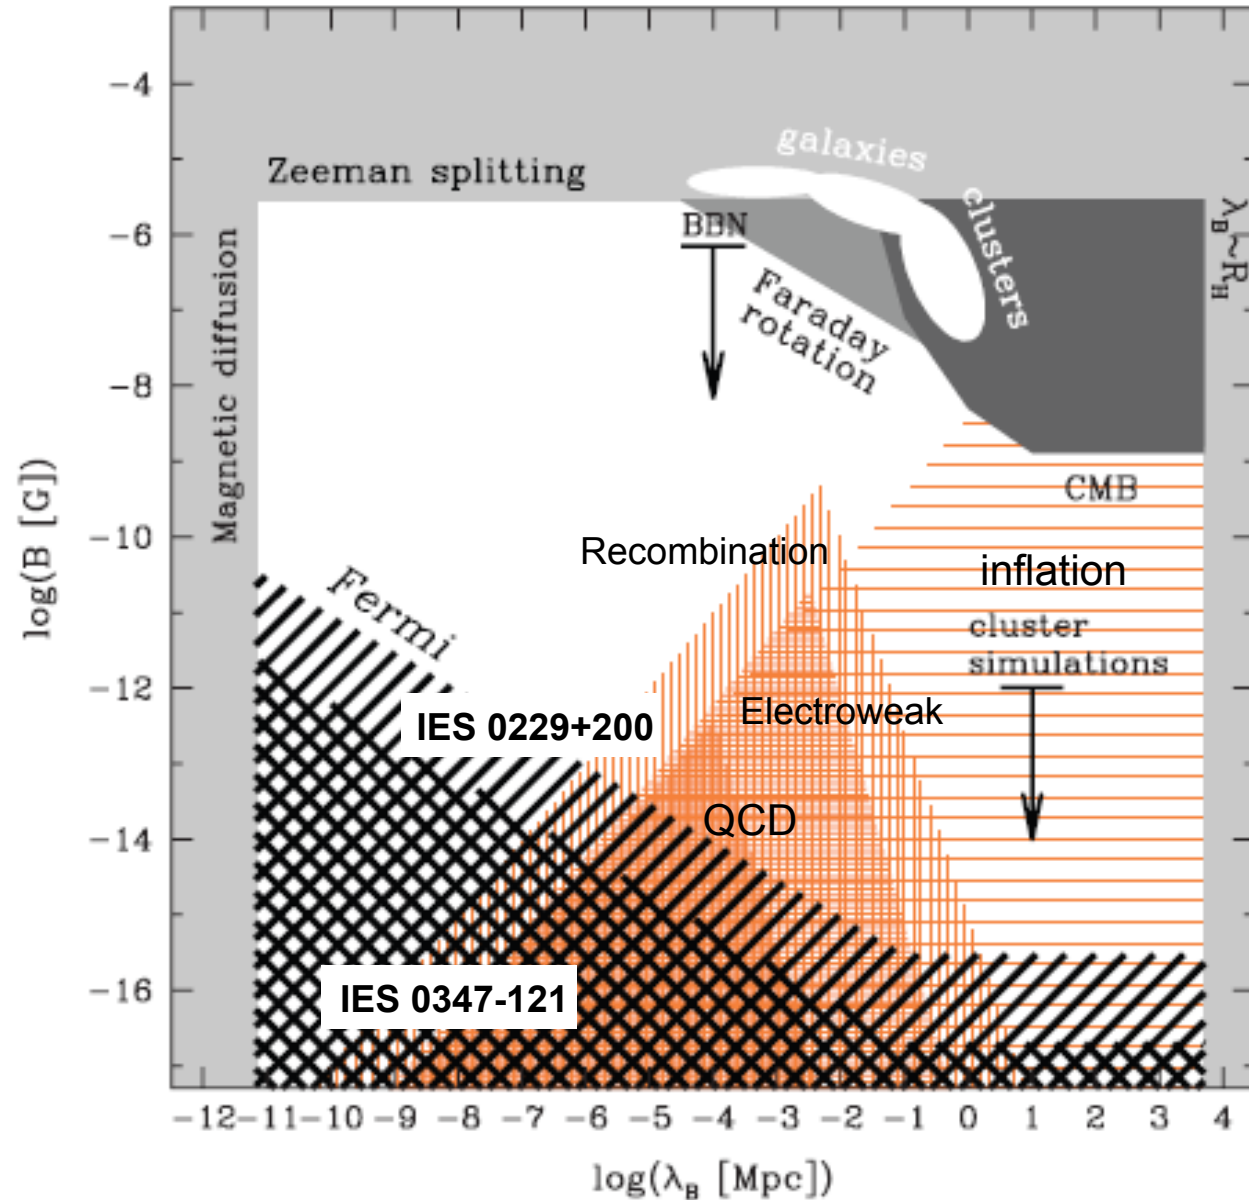 galaxies
Zeeman splitting
clusters
BBN
λB~RH
Magnetic diffusion
Faraday
rotation
CMB
Recombination
inflation
Fermi
cluster
simulations
IES 0229+200
Electroweak
QCD
IES 0347-121
log(B [G])
-4
-6
-8
-10
-12
-14
-16
-12 -11 -10 -9 -8 -7 -6 -5 -4 -3 -2 -1 0 1 2 3 4
log(λB [Mpc])